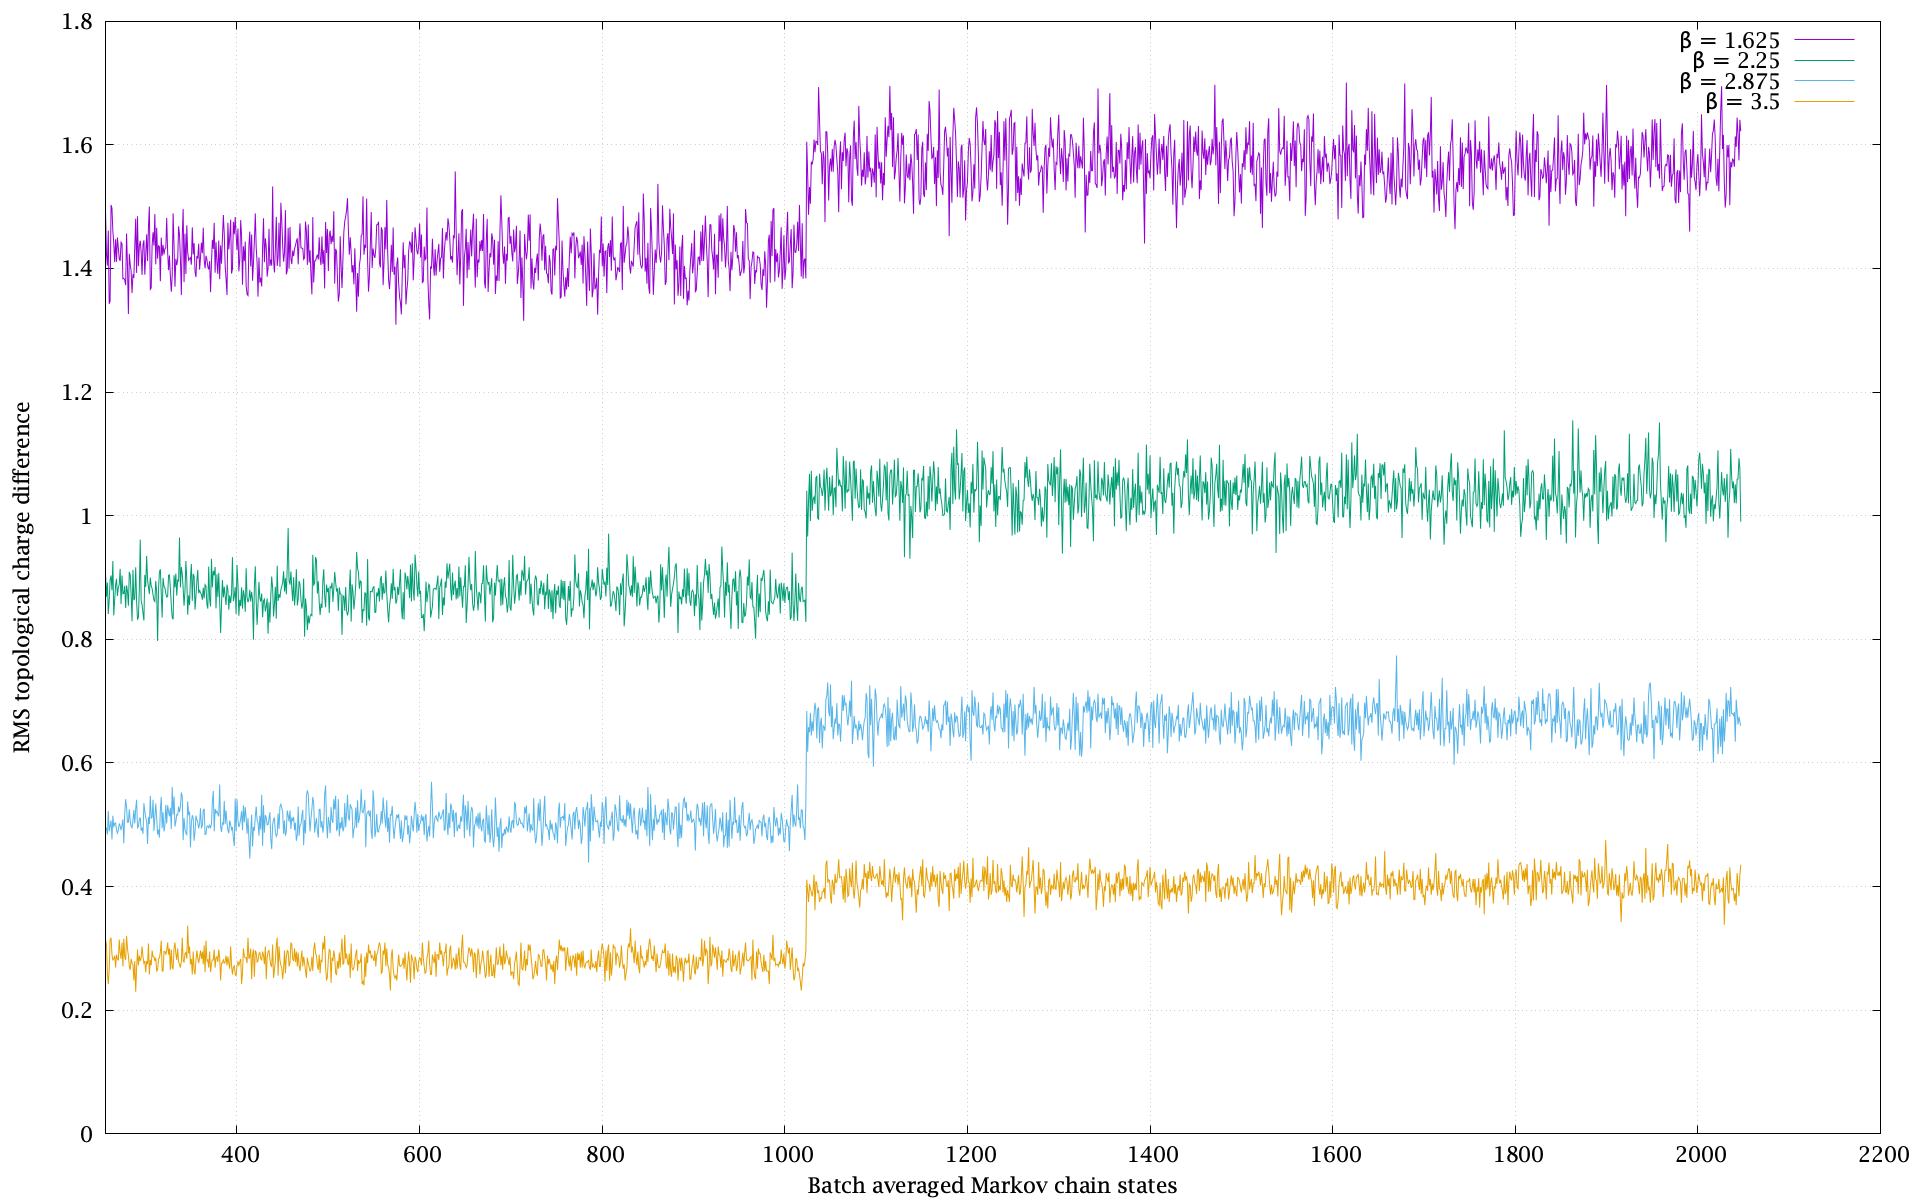 1.8
1.6
1.4
1.2
1
0.8
0.6
0.4
0.2
0
RMS topological charge difference
β = 1.625
β = 2.25
β = 2.875
β = 3.5
400 600 800 1000 1200 1400 1600 1800 2000 2200
Batch averaged Markov chain states